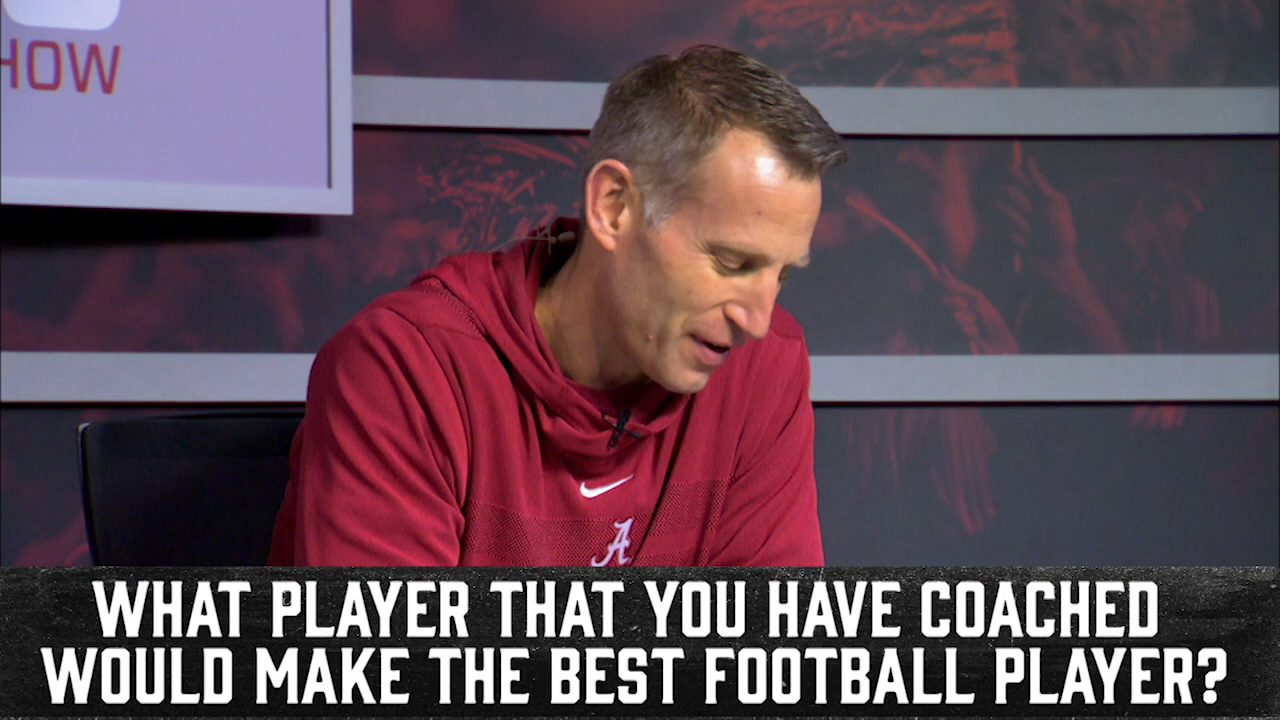 HOW
A
WHAT PLAYER THAT YOU HAVE COACHED
WOULD MAKE THE BEST FOOTBALL PLAYER?